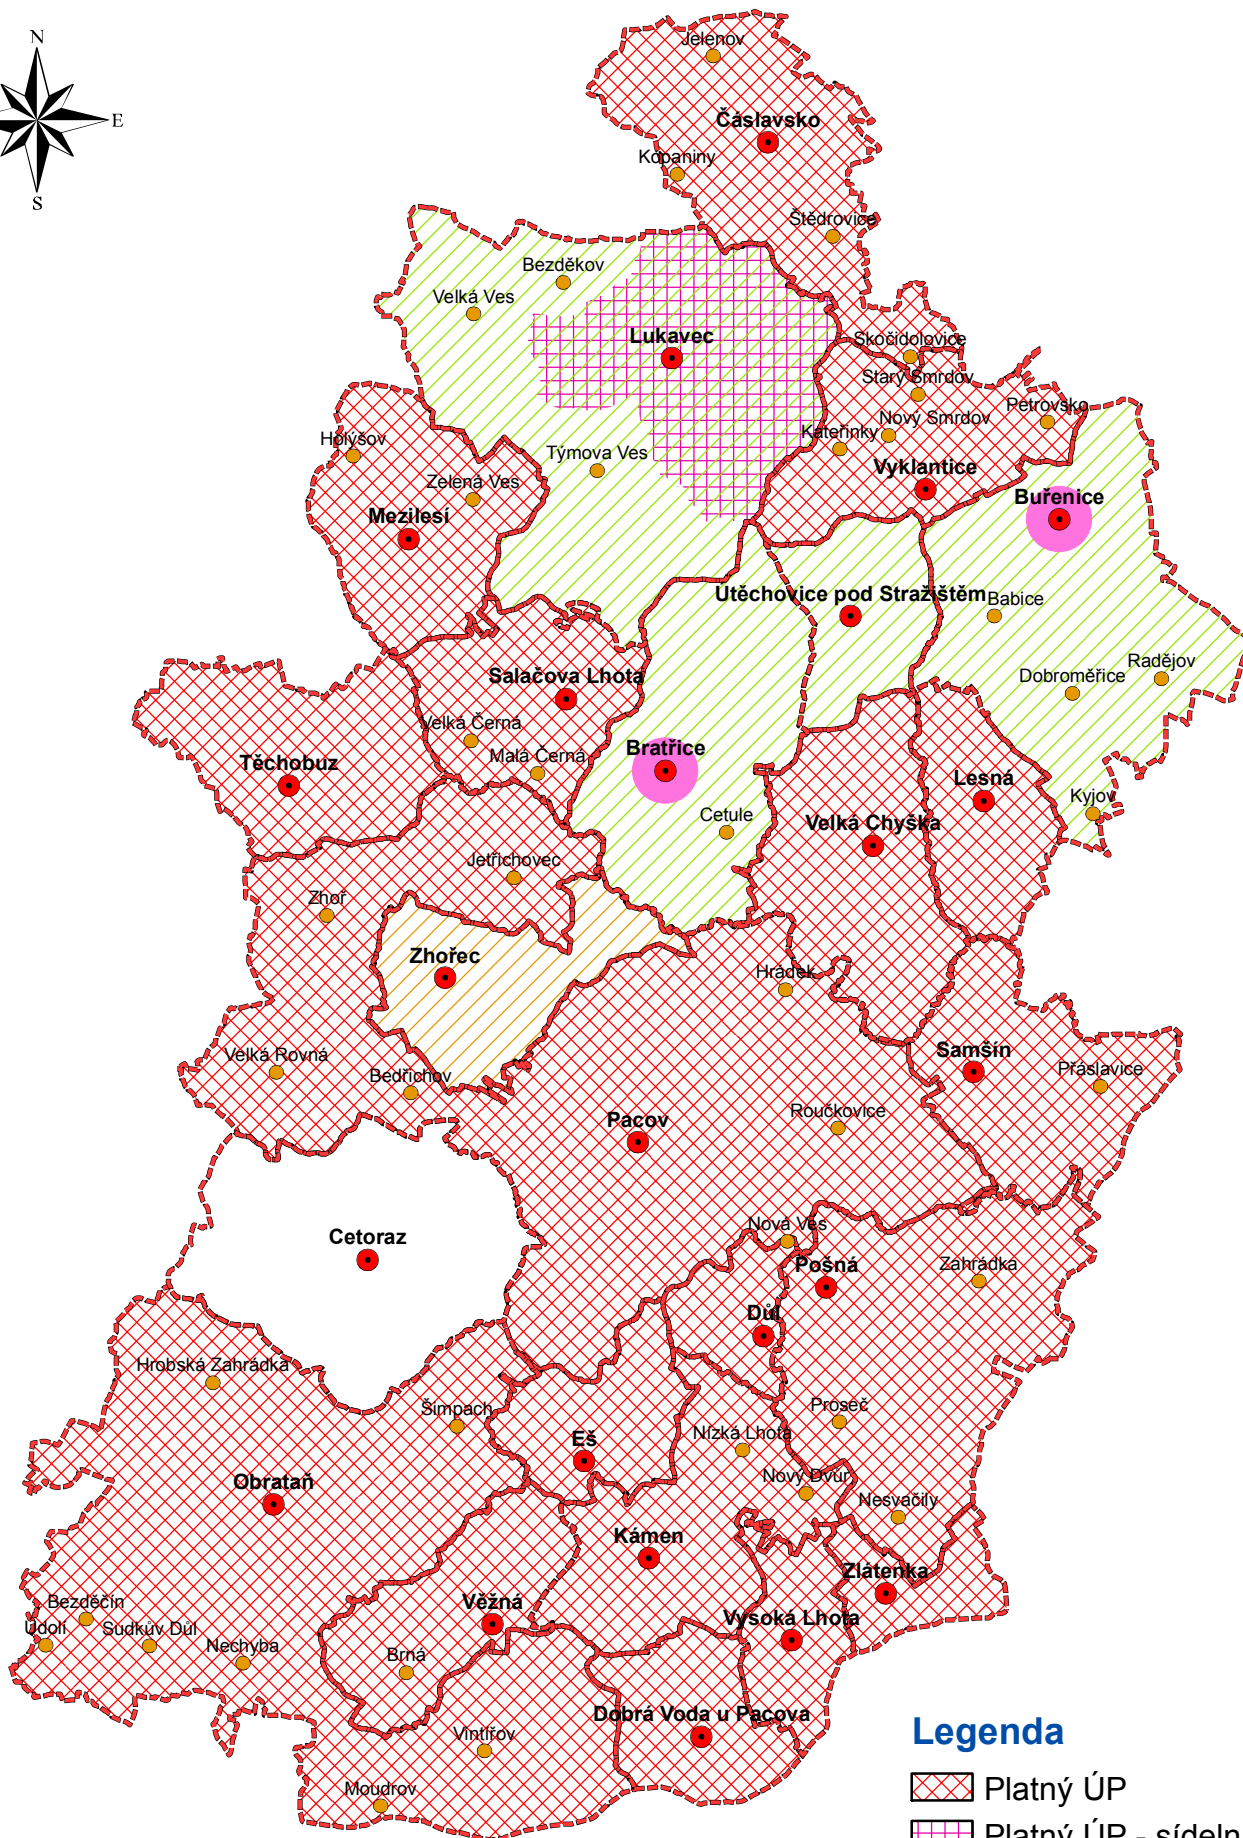 N
Jelenov
E
Čáslavsko
Kopaniny
S
Štědrovice
Bezděkov
Velká Ves
Lukavec
Skočidolovice
Starý Smrdov
Petrovsko
Nový Smrdov
Kateřinky
Holýšov
Týmova Ves
Vyklantice
Zelená Ves
Buřenice
Mezilesí
Útěchovice pod Stražištěm
Babice
Radějov
Salačova Lhota
Dobroměřice
Velká Černá
Bratřice
Malá Černá
Těchobuz
Lesná
Kyjov
Cetule
Velká Chyška
Jetřichovec
Zhoř
Zhořec
Hrádek
Samšín
Velká Rovná
Přáslavice
Bedřichov
Roučkovice
Pacov
Nová Ves
Cetoraz
Pošná
Zahrádka
Důl
Hrobská Zahrádka
Proseč
Šimpach
Nízká Lhota
Eš
Nový Dvůr
Obrataň
Nesvačily
Kámen
Zlátenka
Bezděčín
Věžná
Vysoká Lhota
Údolí
Sudkův Důl
Nechyba
Brná
Dobrá Voda u Pacova
Vintířov
Legenda
Moudrov
Platný ÚP
Platný ÚP - sídeln